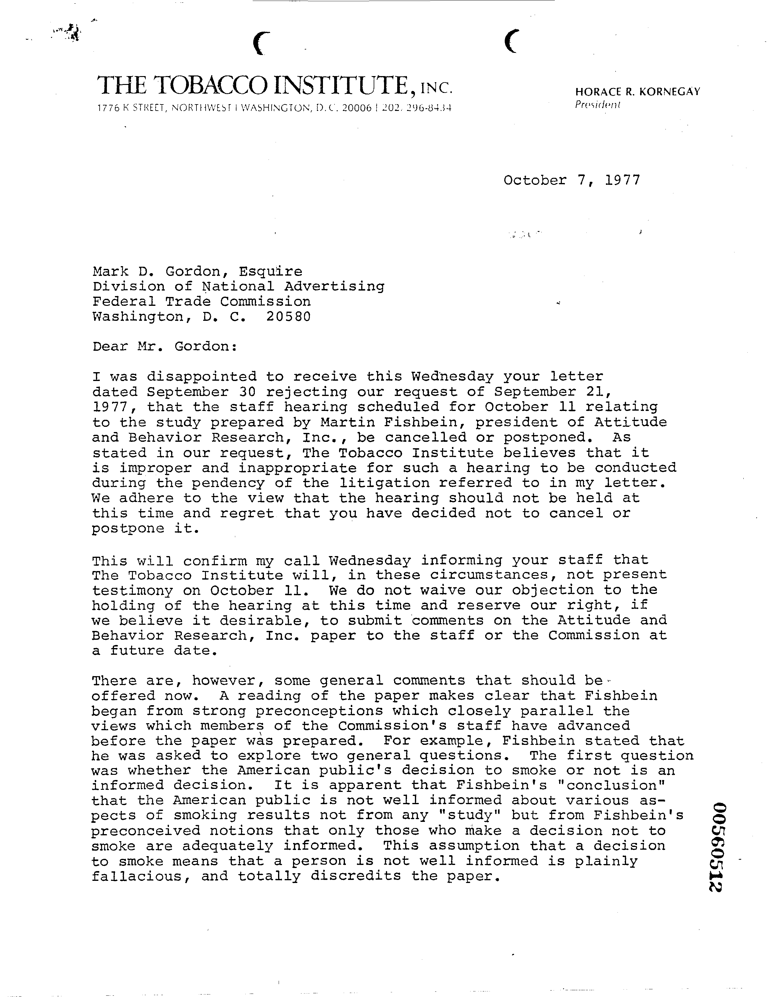 THE TOBACCO INSTITUTE, INC.
1776 K STREET, NORTHWEST | WASHINGTON, D. C. 20006 | 202. 296-8434
HORACE R. KORNEGAY
President
October 7, 1977
Mark D. Gordon, Esquire
Division of National Advertising
Federal Trade Commission
Washington, D. C. 20580
Dear Mr. Gordon:
I was disappointed to receive this Wednesday your letter
dated September 30 rejecting our request of September 21,
1977, that the staff hearing scheduled for October 11 relating
to the study prepared by Martin Fishbein, president of Attitude
and Behavior Research, Inc., be cancelled or postponed. As
stated in our request, The Tobacco Institute believes that it
is improper and inappropriate for such a hearing to be conducted
during the pendency of the litigation referred to in my letter.
We adhere to the view that the hearing should not be held at
this time and regret that you have decided not to cancel or
postpone it.
This will confirm my call Wednesday informing your staff that
The Tobacco Institute will, in these circumstances, not present
testimony on October 11. We do not waive our objection to the
holding of the hearing at this time and reserve our right, if
we believe it desirable, to submit comments on the Attitude and
Behavior Research, Inc. paper to the staff or the Commission at
a future date.
There are, however, some general comments that should be
offered now. A reading of the paper makes clear that Fishbein
began from strong preconceptions which closely parallel the
views which members of the Commission's staff have advanced
before the paper was prepared. For example, Fishbein stated that
he was asked to explore two general questions. The first question
was whether the American public's decision to smoke or not is an
informed decision. It is apparent that Fishbein's "conclusion"
that the American public is not well informed about various as-
pects of smoking results not from any "study" but from Fishbein's
preconceived notions that only those who make a decision not to
smoke are adequately informed. This assumption that a decision
to smoke means that a person is not well informed is plainly
fallacious, and totally discredits the paper.
00560512